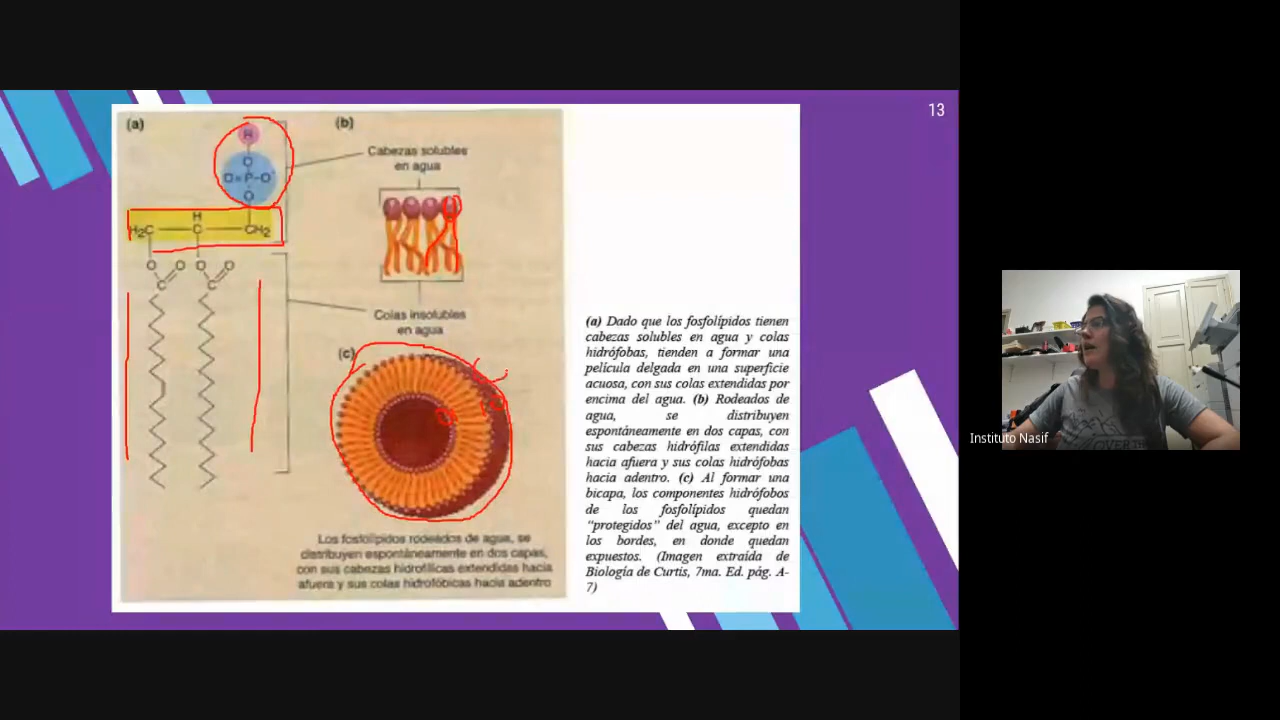 13
(a)
(b)
R
O
O=P-O⁻
O
H
H₂C
C
CH₂
O
O
O
O
C
C
Cabezas solubles
en agua
Colas insolubles
en agua
(c)
Los fosfolípidos rodeados de agua, se
distribuyen espontáneamente en dos capas,
con sus cabezas hidrofílicas extendidas hacia
afuera y sus colas hidrofóbicas hacia adentro
(a) Dado que los fosfolípidos tienen
cabezas solubles en agua y colas
hidrófobas, tienden a formar una
película delgada en una superficie
acuosa, con sus colas extendidas por
encima del agua. (b) Rodeados de
agua, se distribuyen
espontáneamente en dos capas, con
sus cabezas hidrófilas extendidas
hacia afuera y sus colas hidrófobas
hacia adentro. (c) Al formar una
bicapa, los componentes hidrófobos
de los fosfolípidos quedan
"protegidos" del agua, excepto en
los bordes, en donde quedan
expuestos. (Imagen extraída de
Biología de Curtis, 7ma. Ed. pág. A-
7)
Instituto Nasif